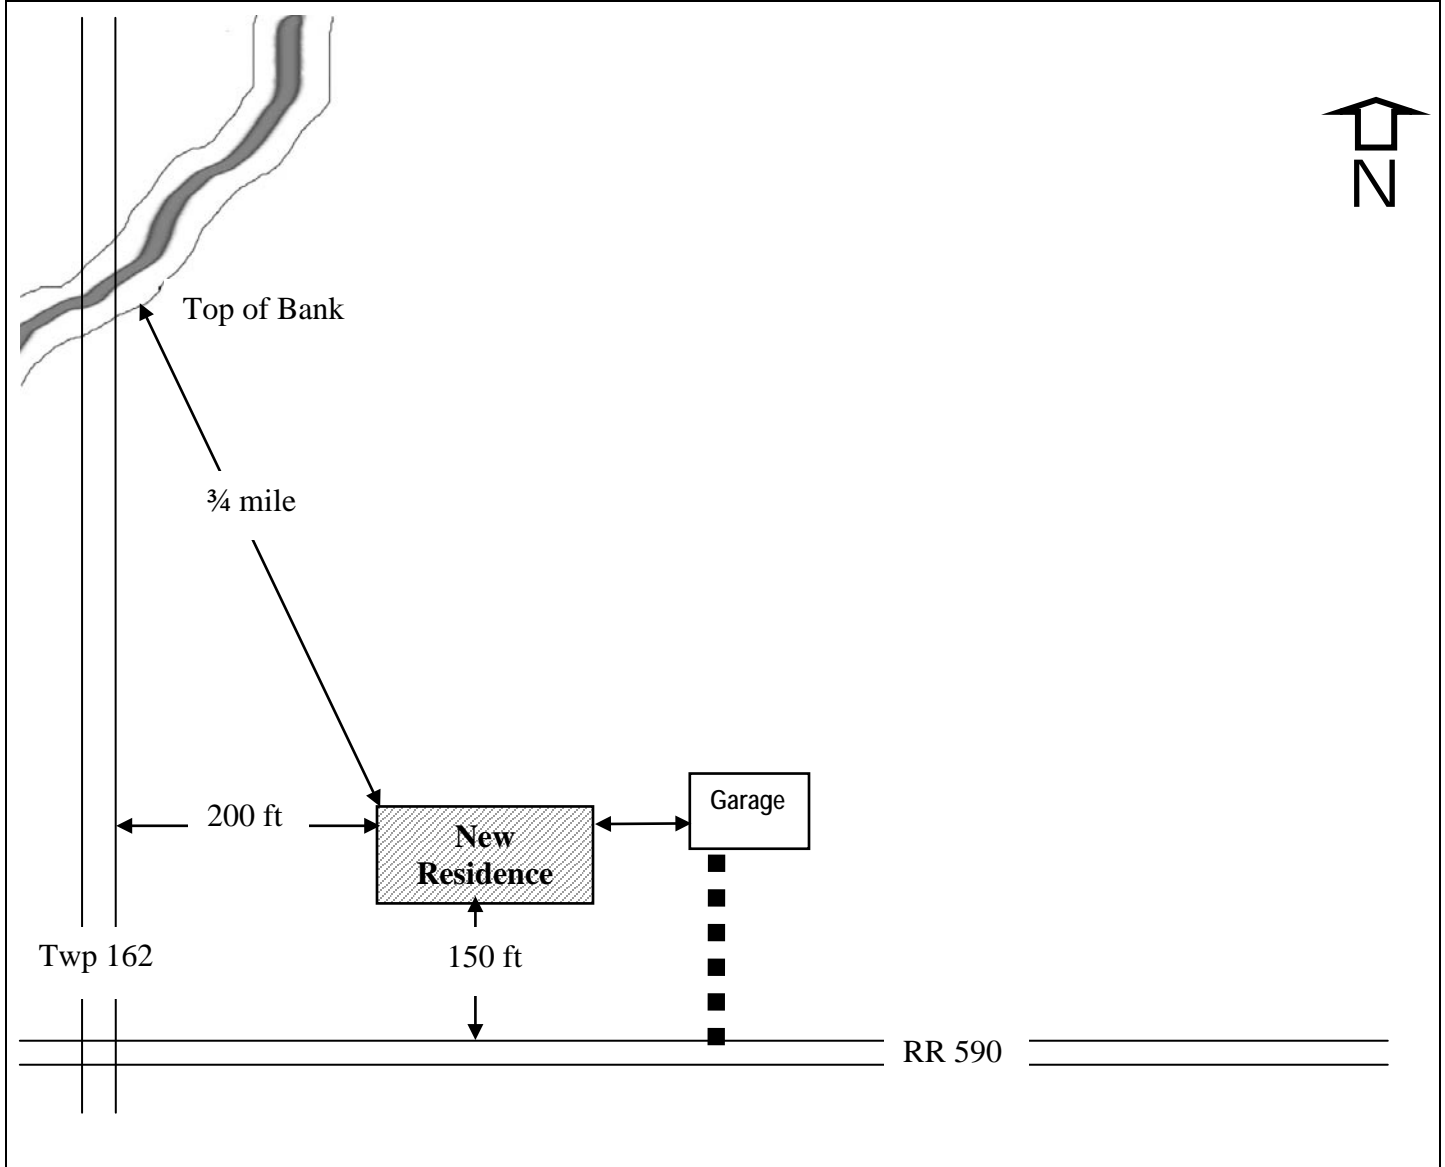 N
Top of Bank
¾ mile
200 ft
Garage
New
Residence
Twp 162
150 ft
RR 590